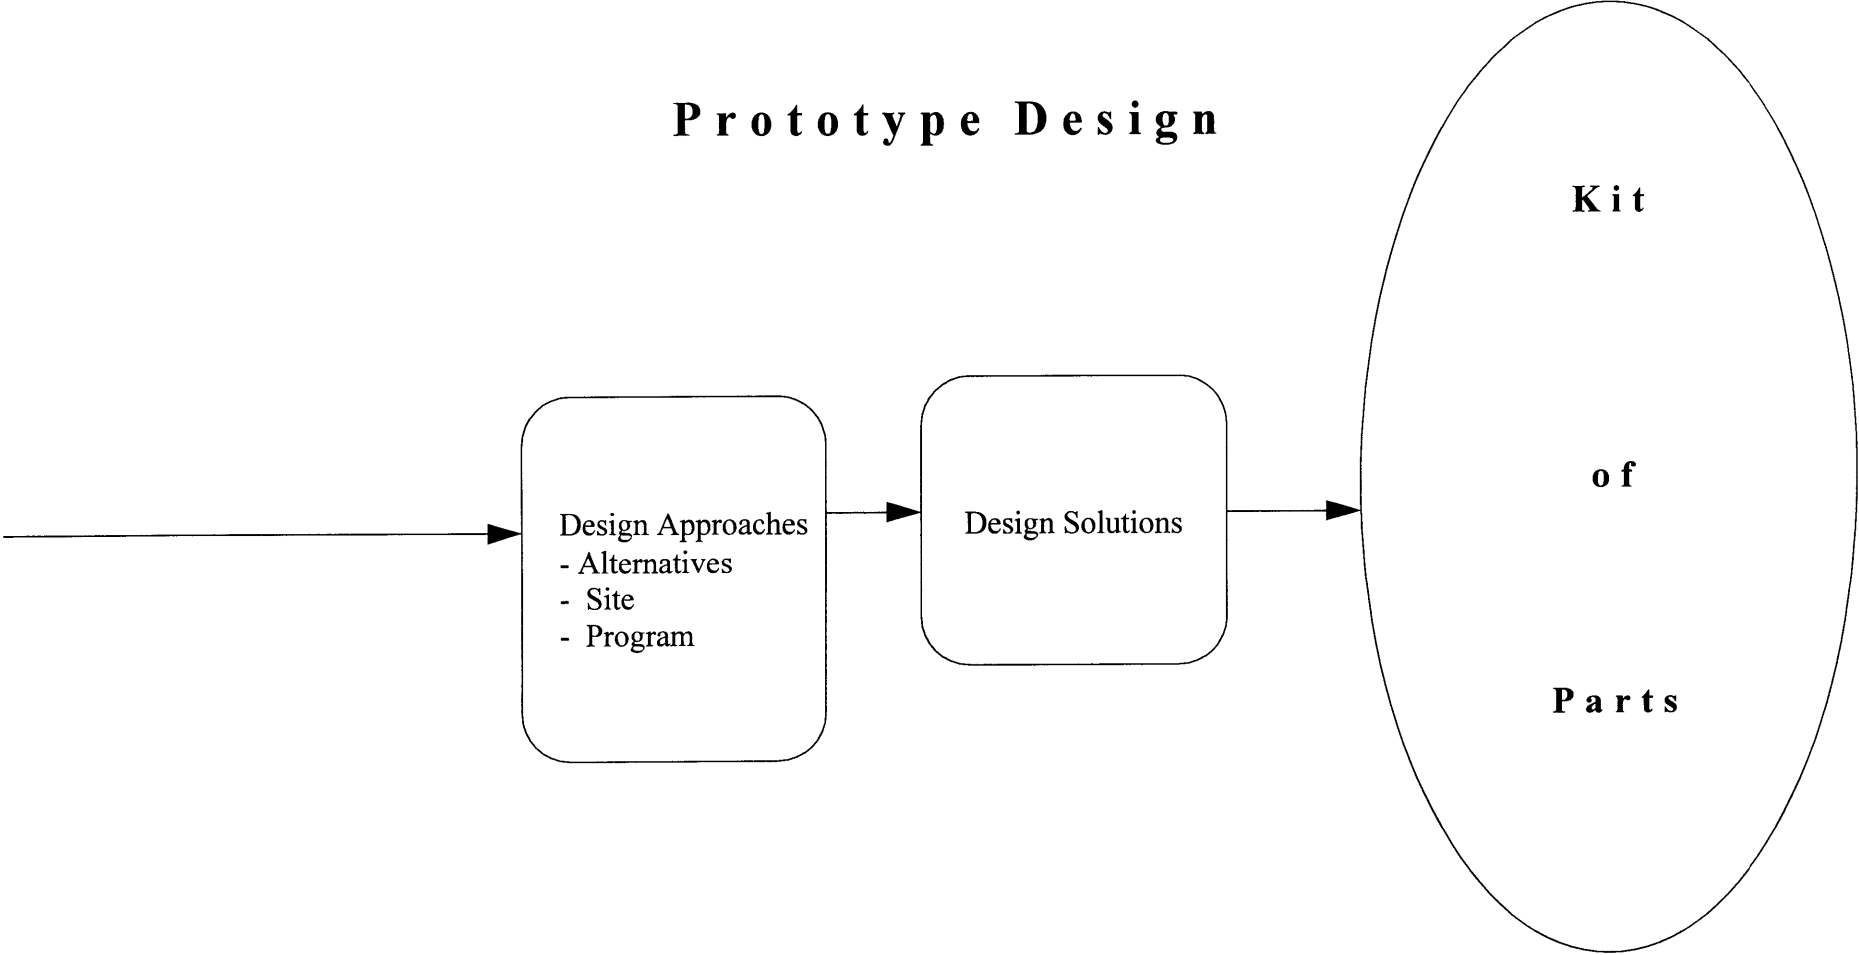 Prototype Design
Kit
of
Parts
Design Approaches
- Alternatives
- Site
- Program
Design Solutions